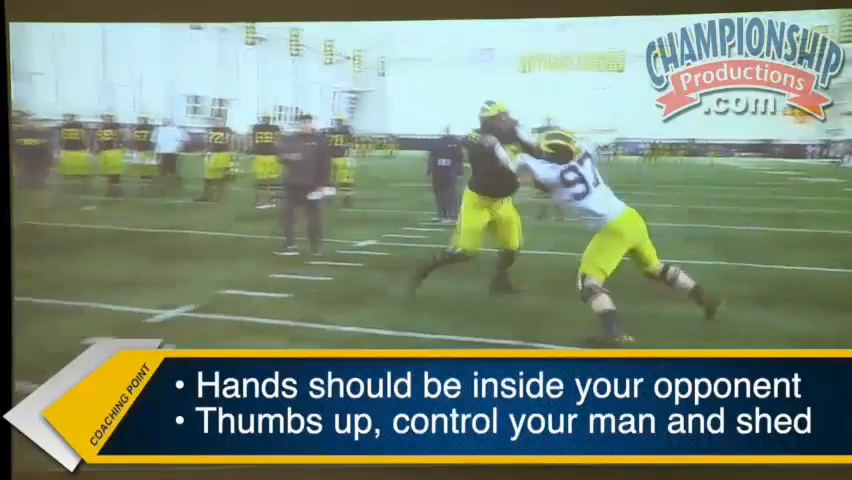 CHAMPIONSHIP
Productions
.com
97
72
COACHING POINT
• Hands should be inside your opponent
• Thumbs up, control your man and shed